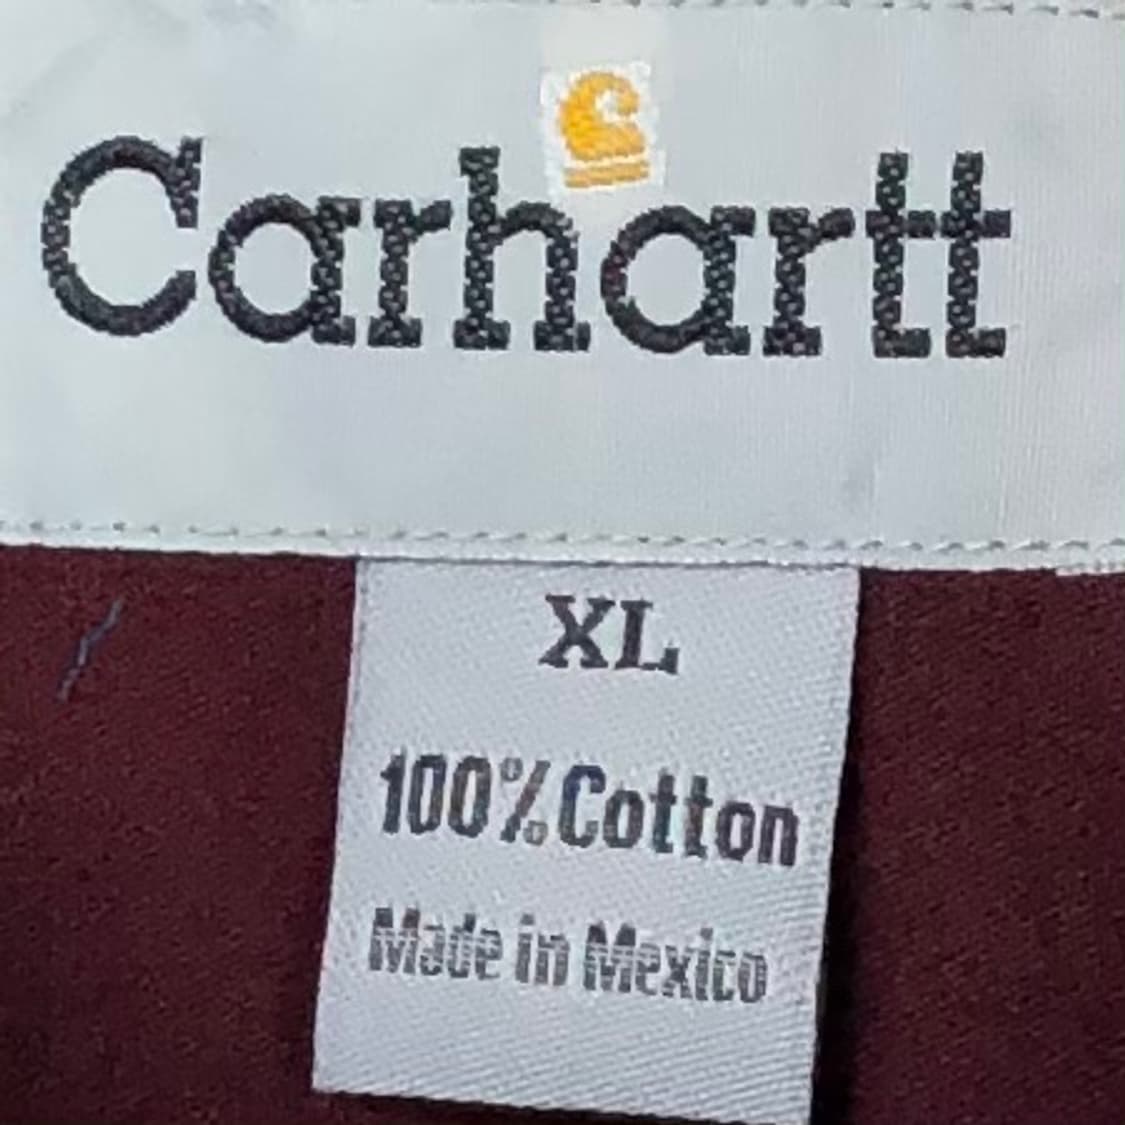 Carhartt
XL
100% Cotton
Made in Mexico